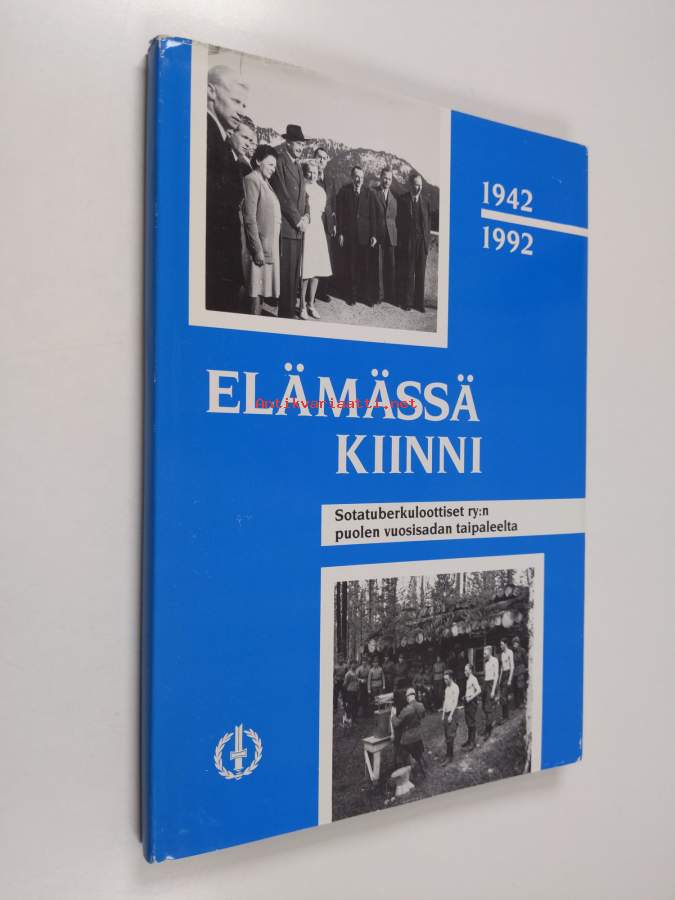 1942
1992
ELÄMÄSSÄ
Antikvariaatti.net
KIINNI
Sotatuberkuloottiset ry:n
puolen vuosisadan taipaleelta